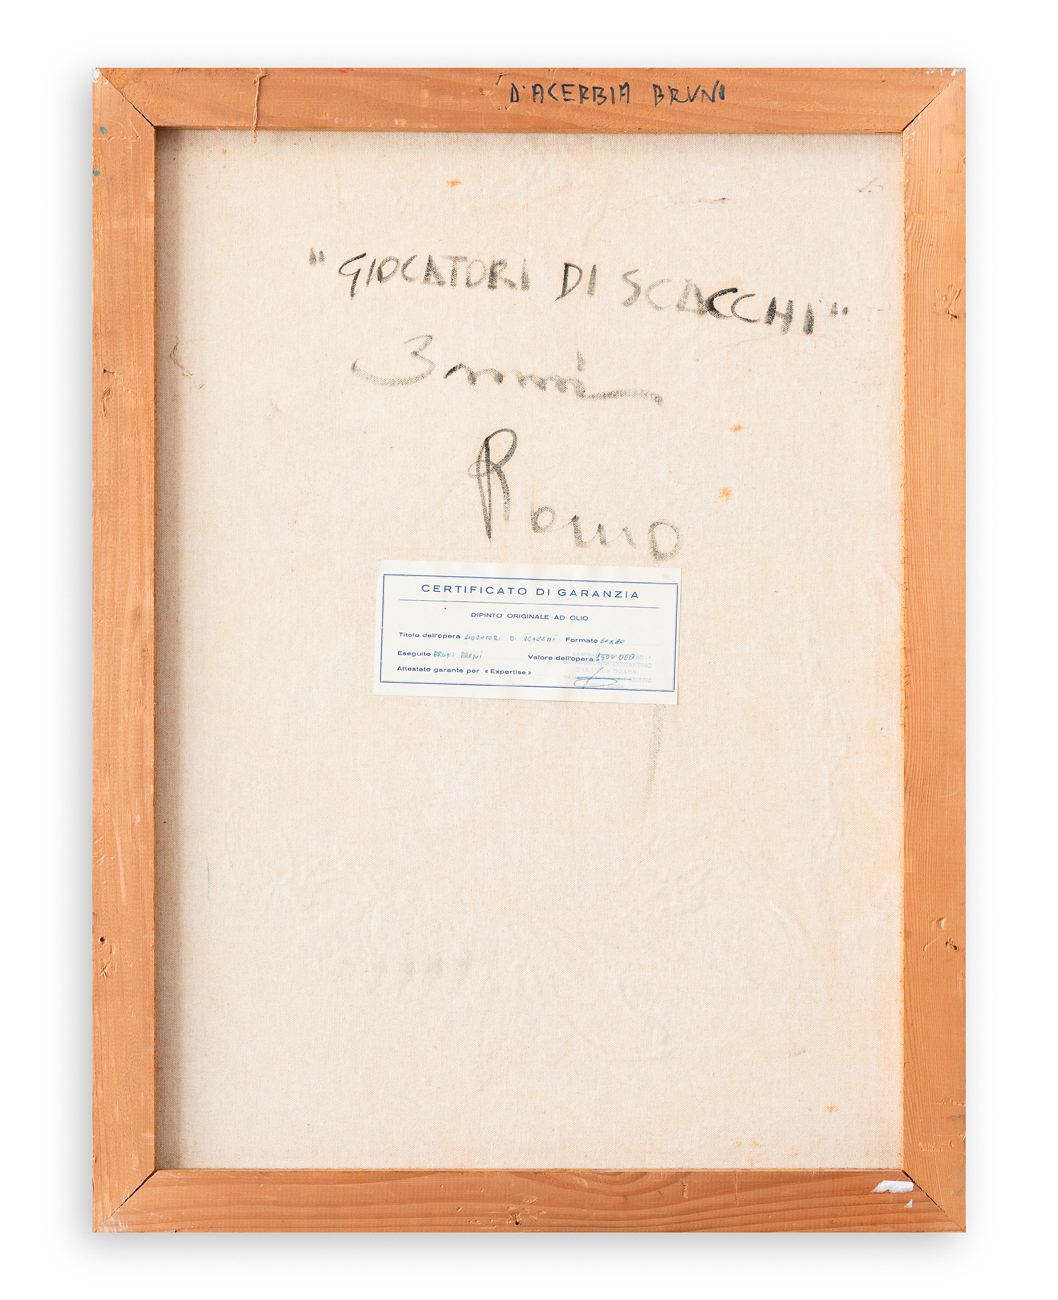 D'ACERBIA BRUNI
"GIOCATORI DI SCACCHI"
Bruni
Roma
CERTIFICATO DI GARANZIA
DIPINTO ORIGINALE AD OLIO
Titolo dell'opera GIOCATORI DI SCACCHI Formato
Eseguito BRUNO BRUNI Valore dell'opera
Attestato garante per « Expertise »